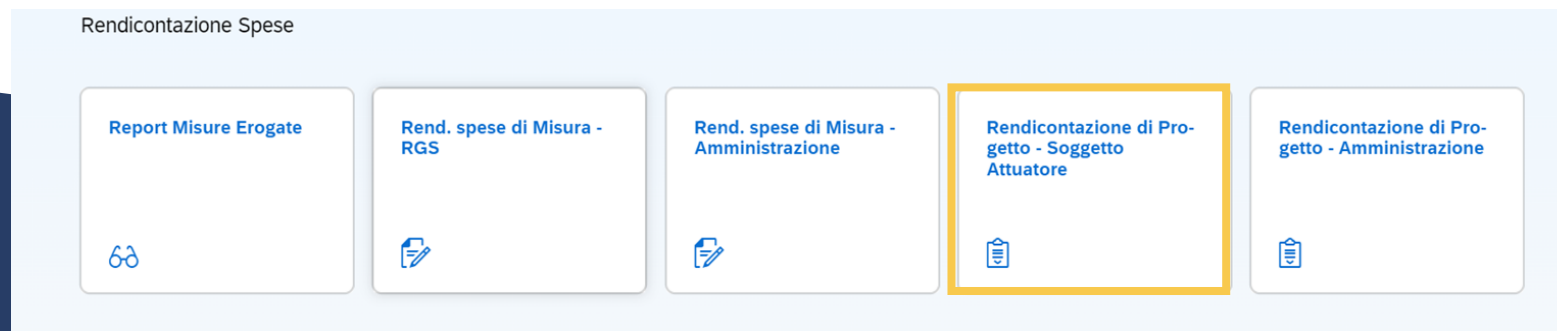 Rendicontazione Spese
Report Misure Erogate
Rend. spese di Misura -
RGS
Rend. spese di Misura -
Amministrazione
Rendicontazione di Pro-
getto - Soggetto
Attuatore
Rendicontazione di Pro-
getto - Amministrazione